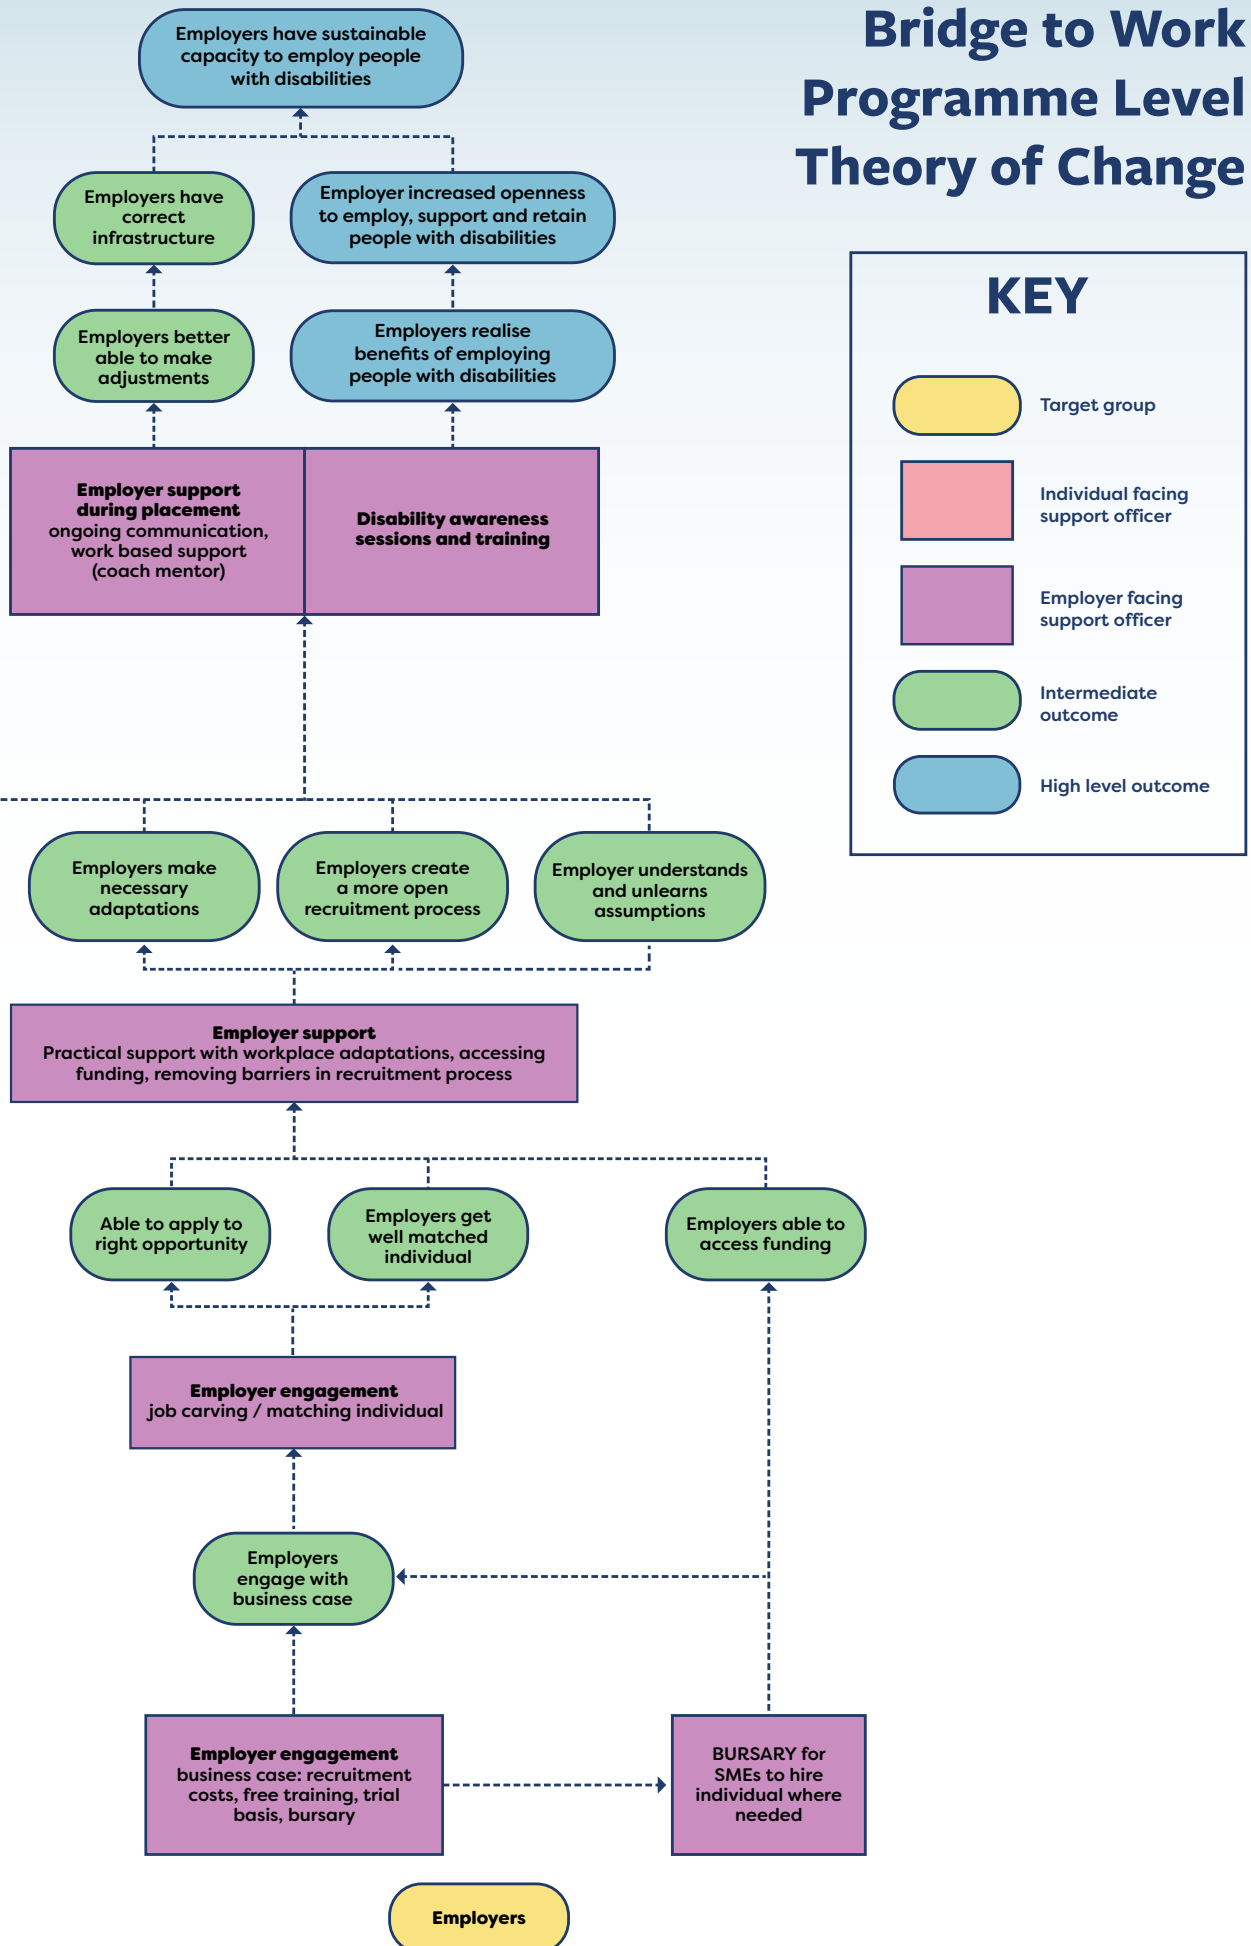 Bridge to Work
Programme Level
Theory of Change
Employers have sustainable
capacity to employ people
with disabilities
Employers have
correct
infrastructure
Employer increased openness
to employ, support and retain
people with disabilities
Employers better
able to make
adjustments
Employers realise
benefits of employing
people with disabilities
Employer support
during placement
ongoing communication,
work based support
(coach mentor)
Disability awareness
sessions and training
KEY
Target group
Individual facing
support officer
Employer facing
support officer
Intermediate
outcome
High level outcome
Employers make
necessary
adaptations
Employers create
a more open
recruitment process
Employer understands
and unlearns
assumptions
Employer support
Practical support with workplace adaptations, accessing
funding, removing barriers in recruitment process
Able to apply to
right opportunity
Employers get
well matched
individual
Employers able to
access funding
Employer engagement
job carving / matching individual
Employers
engage with
business case
Employer engagement
business case: recruitment
costs, free training, trial
basis, bursary
BURSARY for
SMEs to hire
individual where
needed
Employers